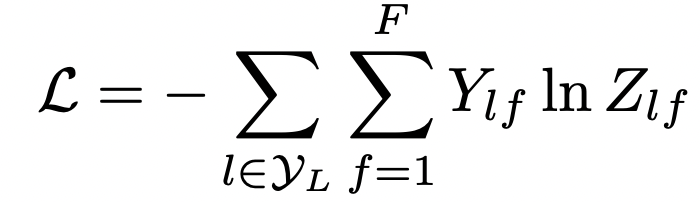 $$\mathcal{L} = - \sum_{l \in \mathcal{Y}_L} \sum_{f=1}^{F} Y_{lf} \ln Z_{lf}$$